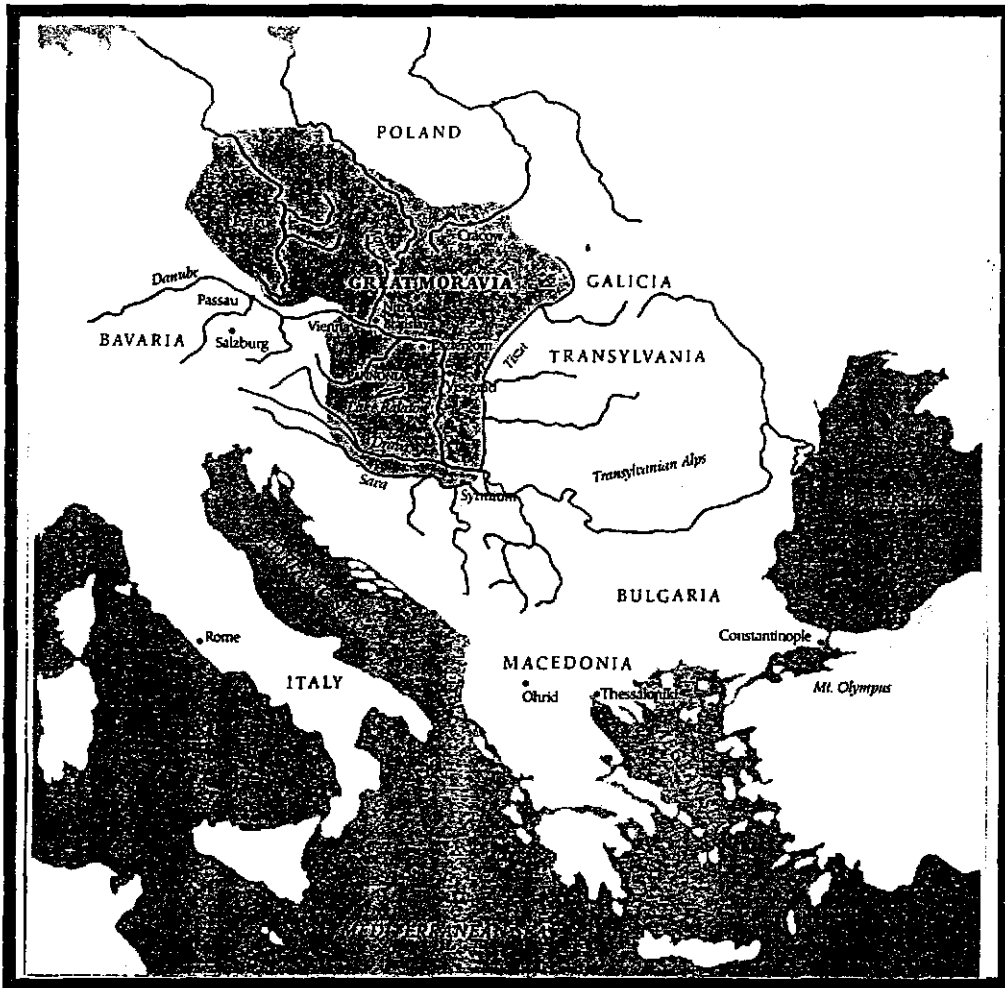 POLAND
Cracow
Danube
GREAT MORAVIA
GALICIA
Passau
Vienna
BAVARIA
Salzburg
Tisza
TRANSYLVANIA
Sava
Transylvanian Alps
BULGARIA
Rome
Constantinople
MACEDONIA
ITALY
Ohrid
Thessaloniki
Mt. Olympus